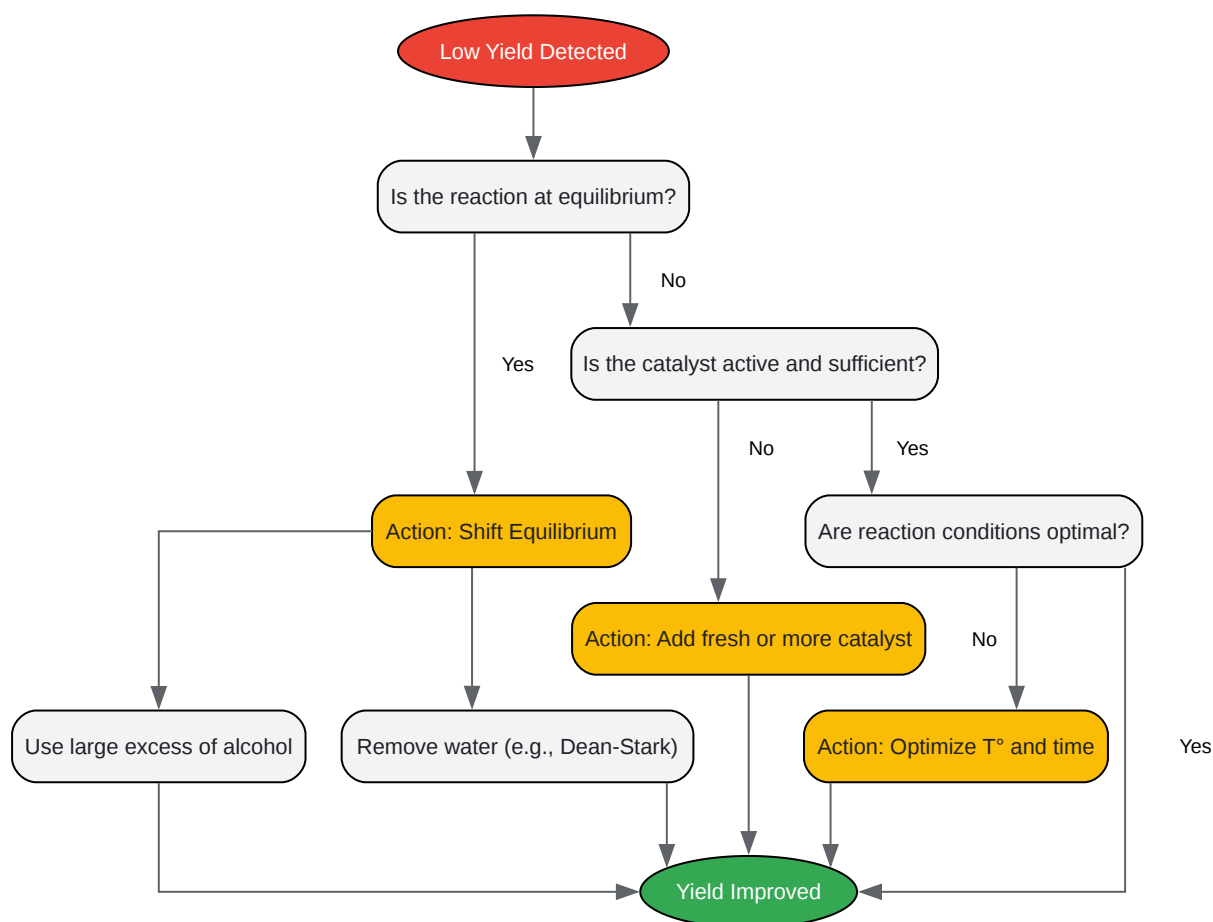 Low Yield Detected
Is the reaction at equilibrium?
No
Yes
Is the catalyst active and sufficient?
No
Yes
Action: Shift Equilibrium
Are reaction conditions optimal?
Action: Add fresh or more catalyst
No
Use large excess of alcohol
Remove water (e.g., Dean-Stark)
Action: Optimize T° and time
Yes
Yield Improved